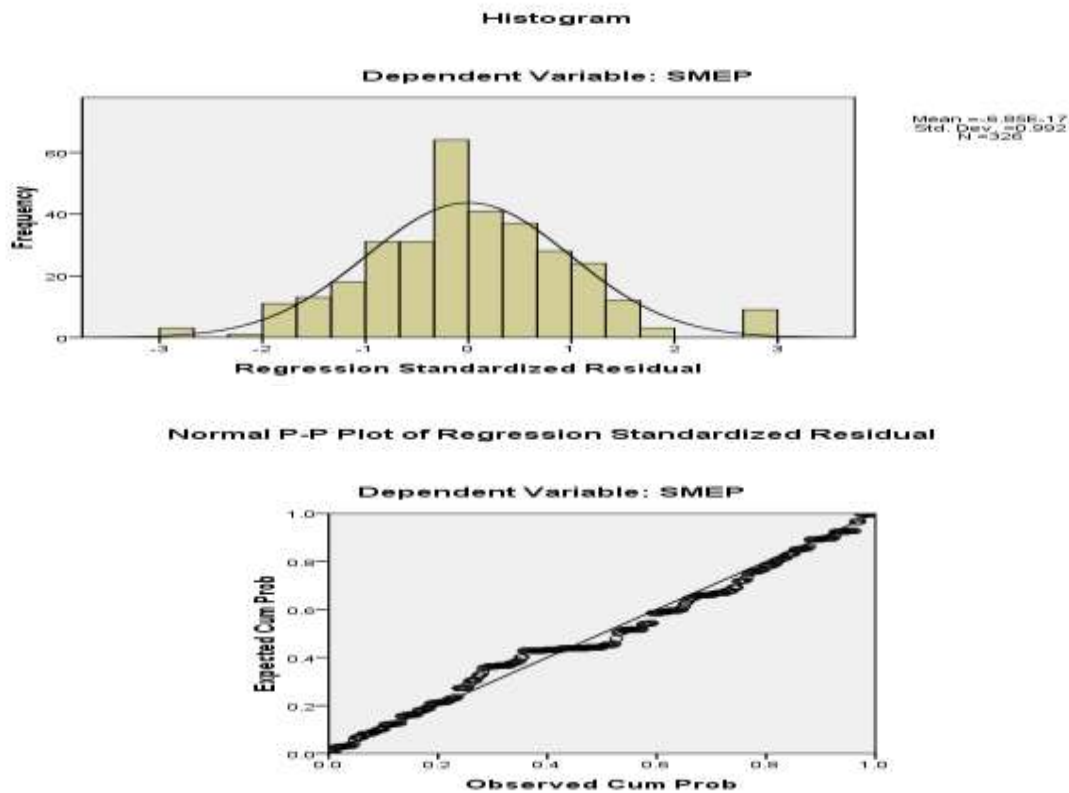 Histogram
Dependent Variable: SMEP
Mean =-6.85E-17
Std. Dev. =0.992
N =326
Frequency
60
40
20
0
-3 -2 -1 0 1 2 3
Regression Standardized Residual
Normal P-P Plot of Regression Standardized Residual
Dependent Variable: SMEP
Expected Cum Prob
1.0
0.8
0.6
0.4
0.2
0.0
0.0 0.2 0.4 0.6 0.8 1.0
Observed Cum Prob